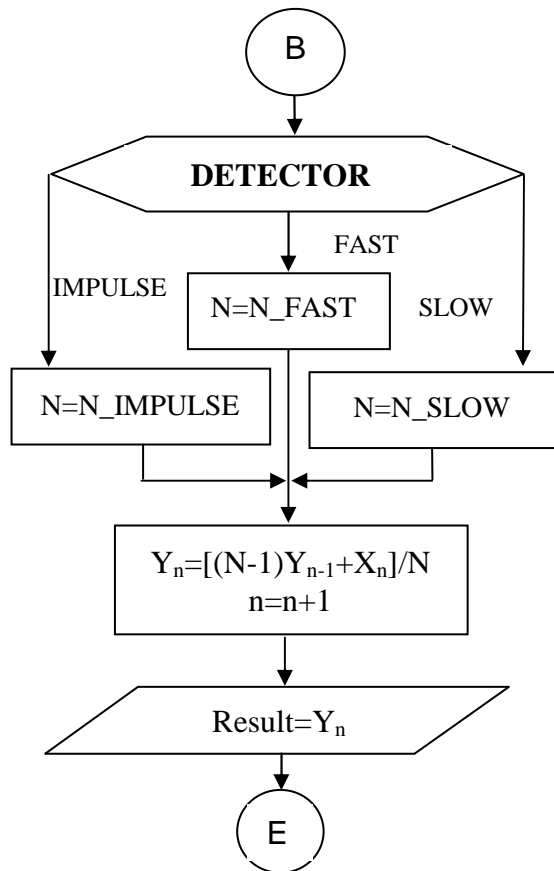 B
DETECTOR
FAST
IMPULSE
SLOW
N=N_FAST
N=N_IMPULSE
N=N_SLOW
Yn=[(N-1)Yn-1+Xn]/N
n=n+1
Result=Yn
E